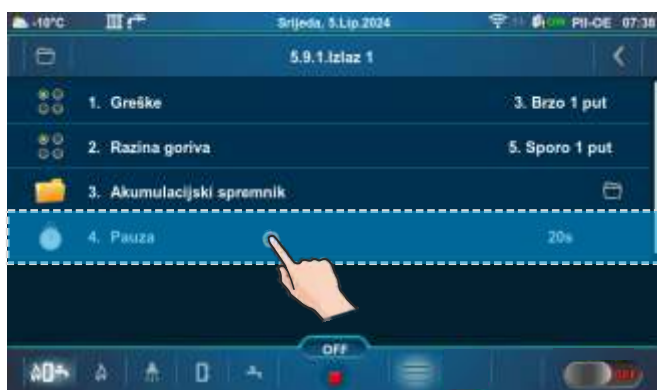 -10°C Srijeda, 5.Lip.2024 PII-OE 07:38
5.9.1.Izlaz 1
1. Greške 3. Brzo 1 put
2. Razina goriva 5. Sporo 1 put
3. Akumulacijski spremnik
4. Pauza 20s
OFF
OFF